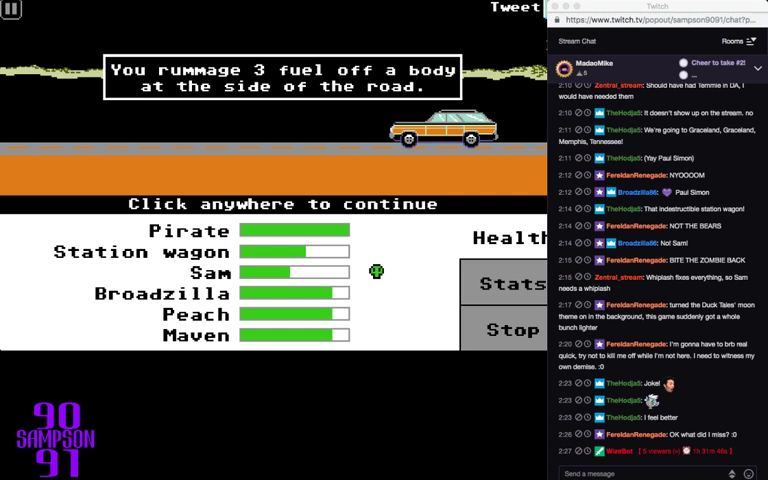 Tweet
You rummage 3 fuel off a body
at the side of the road.
Click anywhere to continue
Pirate
Station wagon
Sam
Broadzilla
Peach
Maven
Health
Stats
Stop
90
SAMPSON
91
Twitch
https://www.twitch.tv/popout/sampson9091/chat?p...
Stream Chat
Rooms
MadaoMike
5
Cheer to take #2!
...
2:10 Zentral_stream: Should have had Temmie in DA, I
would have needed them
2:10 TheHodja5: It doesn't show up on the stream. no
2:11 TheHodja5: We're going to Graceland, Graceland,
Memphis, Tennessee!
2:11 TheHodja5: (Yay Paul Simon)
2:12 FereldanRenegade: NYOOOOM
2:12 Broadzilla86: Paul Simon
2:14 TheHodja5: That indestructible station wagon!
2:14 FereldanRenegade: NOT THE BEARS
2:14 Broadzilla86: No! Sam!
2:15 FereldanRenegade: BITE THE ZOMBIE BACK
2:15 Zentral_stream: Whiplash fixes everything, so Sam
needs a whiplash
2:17 FereldanRenegade: turned the Duck Tales' moon
theme on in the background, this game suddenly got a whole
bunch lighter
2:20 FereldanRenegade: I'm gonna have to brb real
quick, try not to kill me off while I'm not here. I need to witness my
own demise. :0
2:23 TheHodja5: Joke!
2:23 TheHodja5:
2:23 TheHodja5: I feel better
2:26 FereldanRenegade: OK what did I miss? :0
2:27 WizeBot: [ 5 viewers (=) 1h 31m 46s ]
Send a message